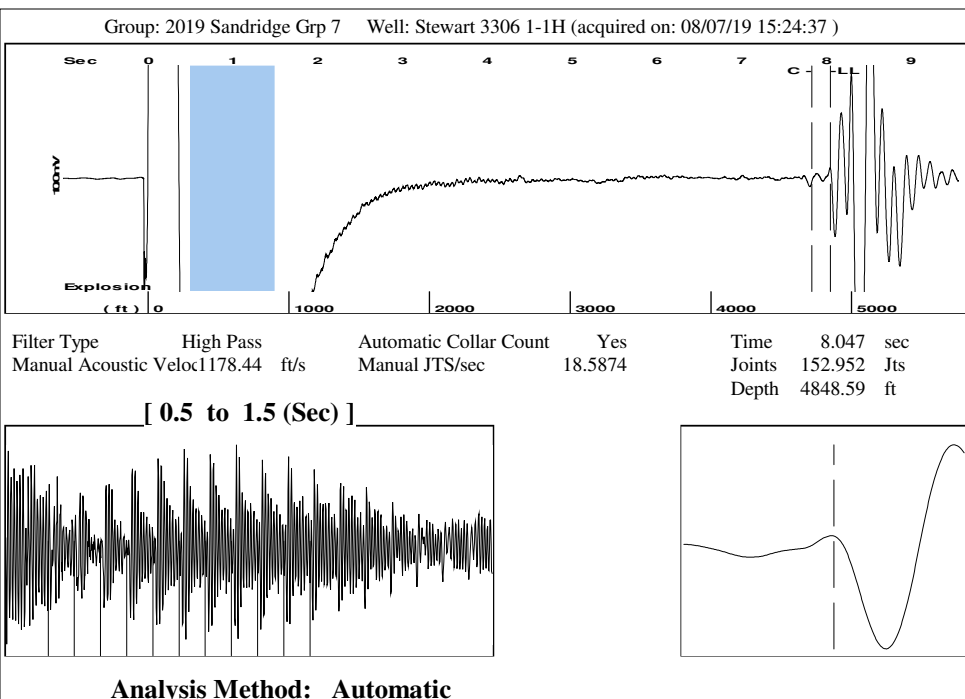 Group: 2019 Sandridge Grp 7 Well: Stewart 3306 1-1H (acquired on: 08/07/19 15:24:37 )
Sec 0 1 2 3 4 5 6 7 8 9
C LL
100mV
Explosion
(ft) 0 1000 2000 3000 4000 5000
Filter Type High Pass Automatic Collar Count Yes Time 8.047 sec
Manual Acoustic Veloc1178.44 ft/s Manual JTS/sec 18.5874 Joints 152.952 Jts
Depth 4848.59 ft
[ 0.5 to 1.5 (Sec) ]
Analysis Method: Automatic